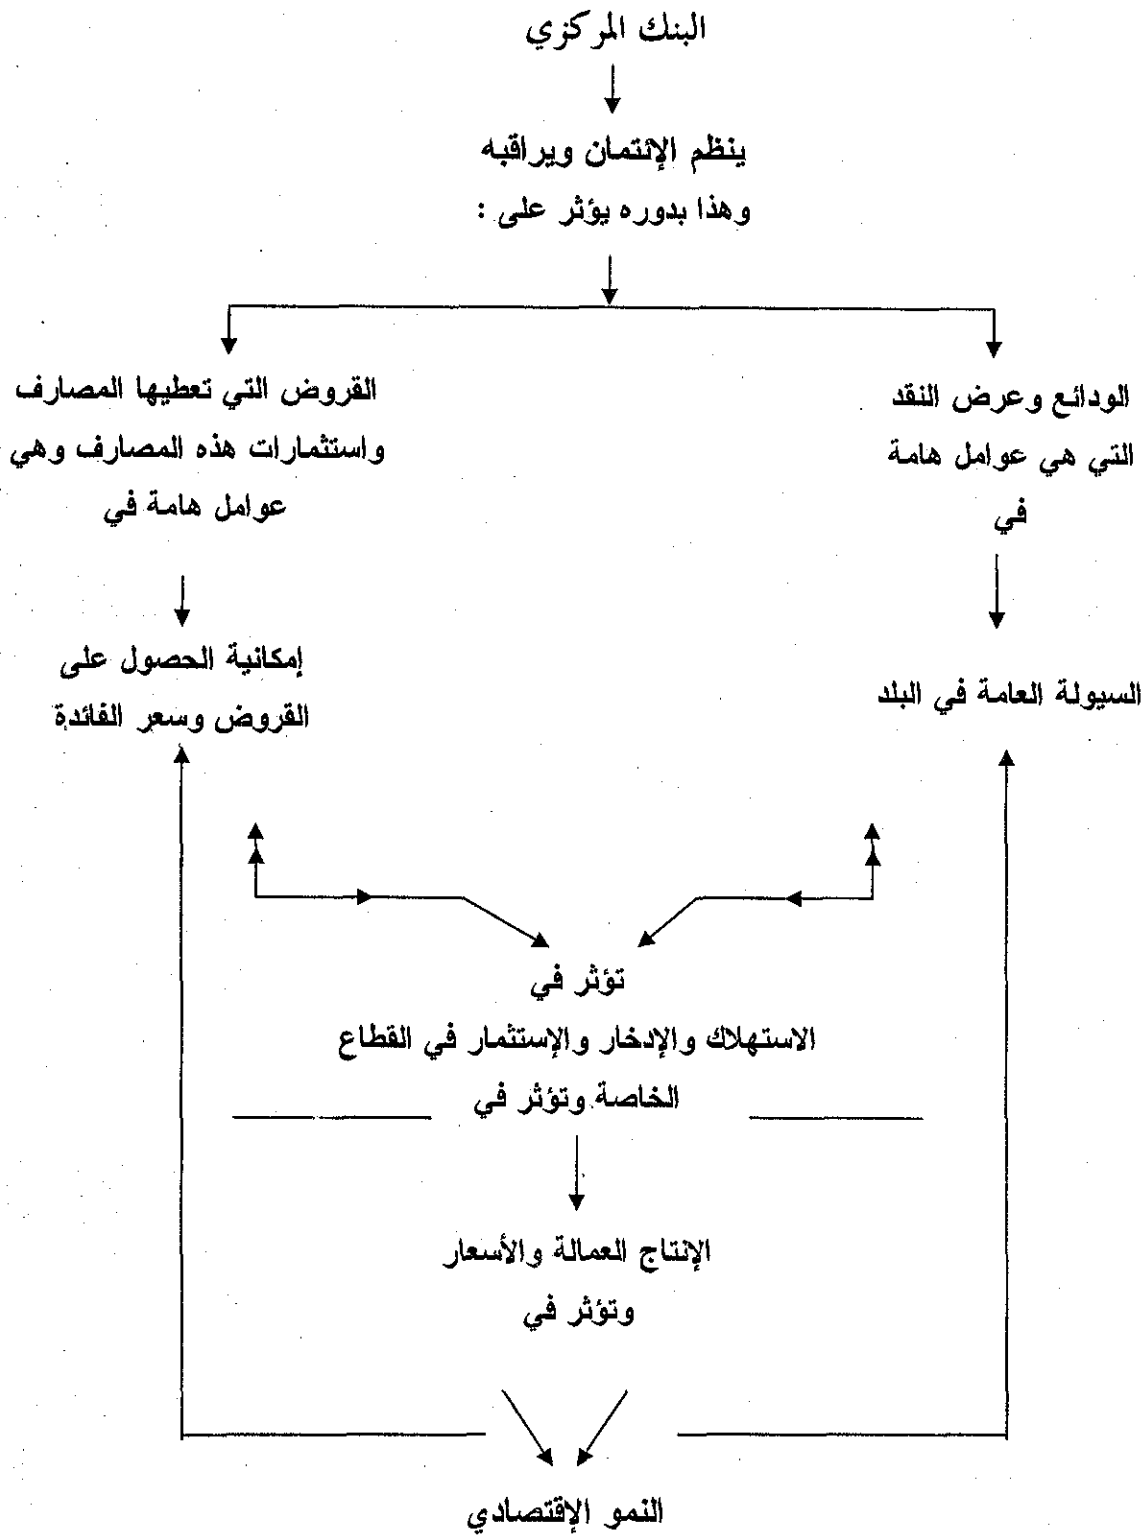 البنك المركزي
ينظم الإئتمان ويراقبه
وهذا بدوره يؤثر على :
الودائع وعرض النقد
التي هي عوامل هامة
في
القروض التي تعطيها المصارف
واستثمارات هذه المصارف وهي
عوامل هامة في
السيولة العامة في البلد
إمكانية الحصول على
القروض وسعر الفائدة
تؤثر في
الاستهلاك والإدخار والإستثمار في القطاع
الخاصة وتؤثر في
الإنتاج العمالة والأسعار
وتؤثر في
النمو الإقتصادي